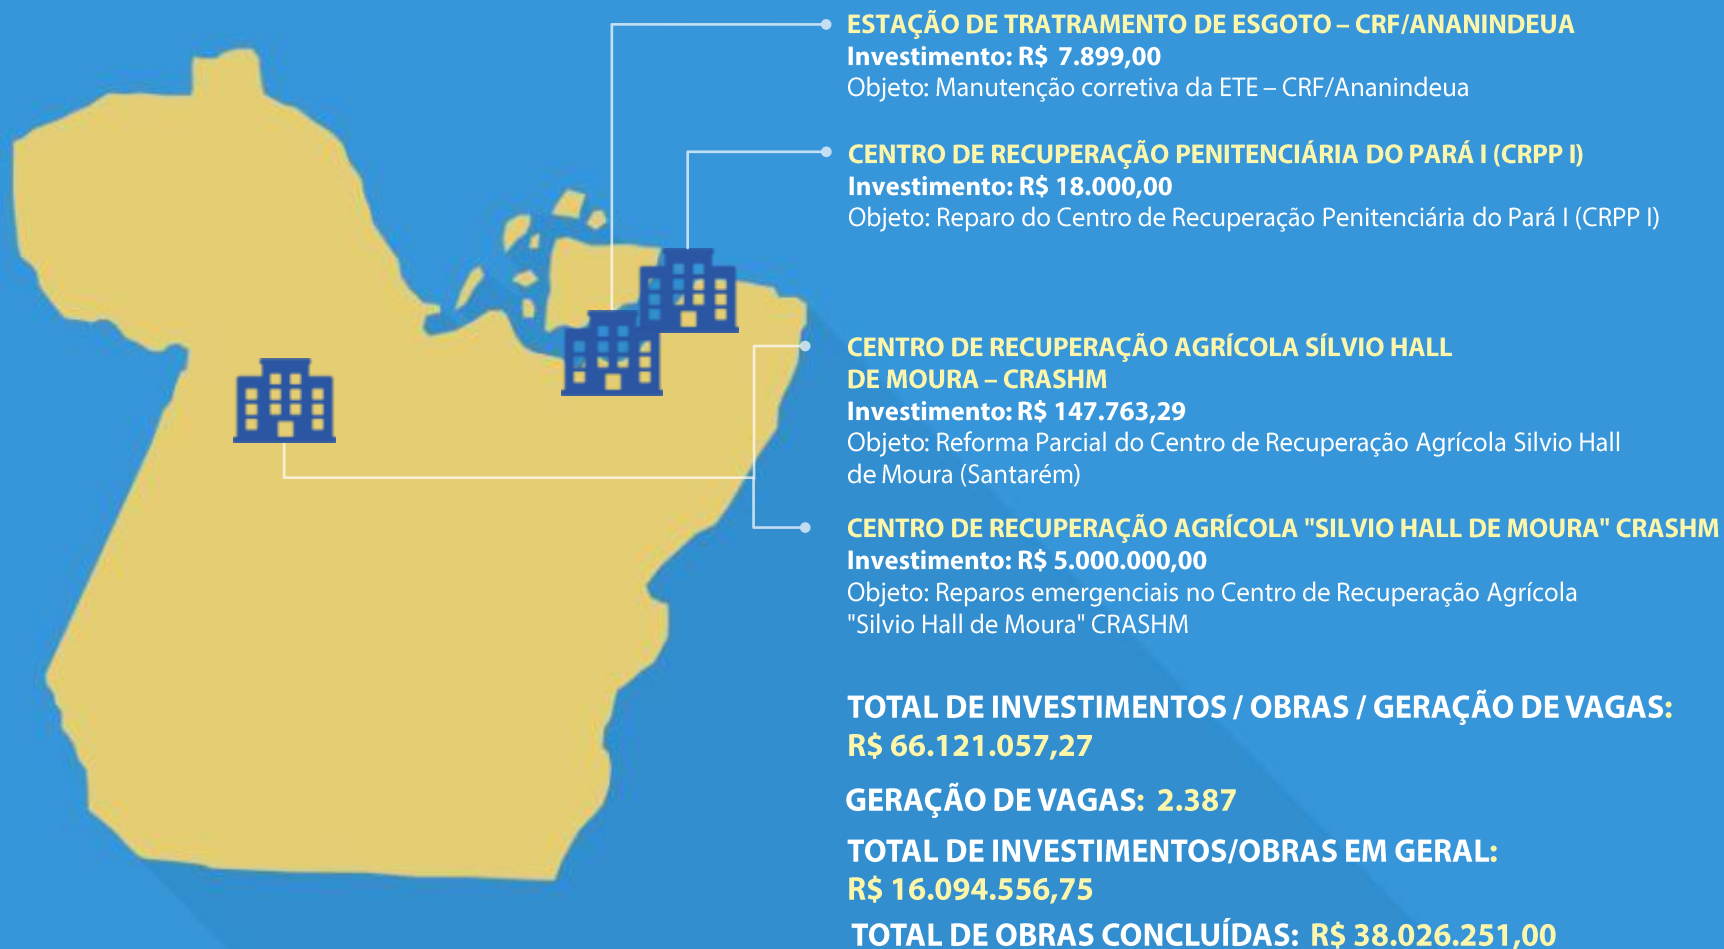 ESTAÇÃO DE TRATRAMENTO DE ESGOTO – CRF/ANANINDEUA
Investimento: R$ 7.899,00
Objeto: Manutenção corretiva da ETE – CRF/Ananindeua
CENTRO DE RECUPERAÇÃO PENITENCIÁRIA DO PARÁ I (CRPP I)
Investimento: R$ 18.000,00
Objeto: Reparo do Centro de Recuperação Penitenciária do Pará I (CRPP I)
CENTRO DE RECUPERAÇÃO AGRÍCOLA SÍLVIO HALL
DE MOURA – CRASHM
Investimento: R$ 147.763,29
Objeto: Reforma Parcial do Centro de Recuperação Agrícola Silvio Hall
de Moura (Santarém)
CENTRO DE RECUPERAÇÃO AGRÍCOLA "SILVIO HALL DE MOURA" CRASHM
Investimento: R$ 5.000.000,00
Objeto: Reparos emergenciais no Centro de Recuperação Agrícola
"Silvio Hall de Moura" CRASHM
TOTAL DE INVESTIMENTOS / OBRAS / GERAÇÃO DE VAGAS:
R$ 66.121.057,27
GERAÇÃO DE VAGAS: 2.387
TOTAL DE INVESTIMENTOS/OBRAS EM GERAL:
R$ 16.094.556,75
TOTAL DE OBRAS CONCLUÍDAS: R$ 38.026.251,00